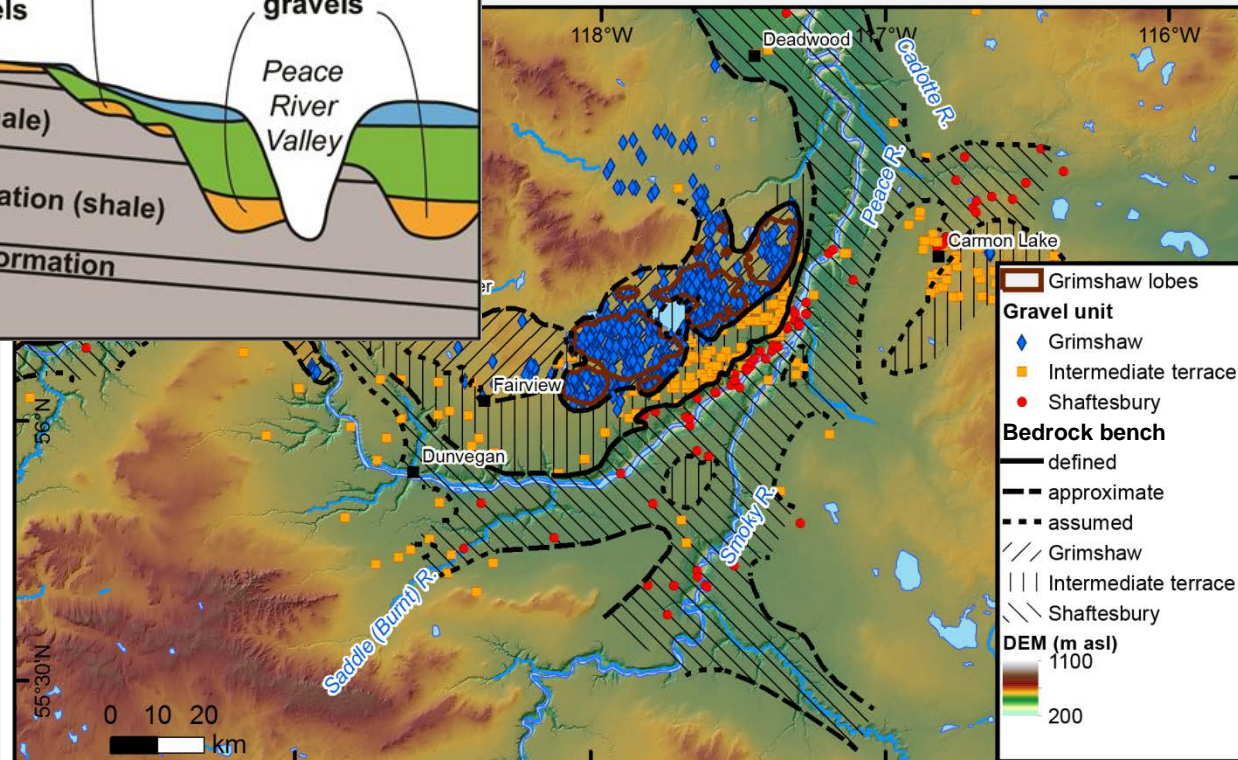 els
gravels
Peace
River
Valley
ale)
ation (shale)
ormation
118°W
117°W
116°W
Deadwood
Cadotte R.
Peace R.
Carmon Lake
er
Fairview
56°N
Dunvegan
Smoky R.
Saddle (Burnt) R.
55°30'N
0 10 20
km
Grimshaw lobes
Gravel unit
Grimshaw
Intermediate terrace
Shaftesbury
Bedrock bench
defined
approximate
assumed
Grimshaw
Intermediate terrace
Shaftesbury
DEM (m asl)
1100
200